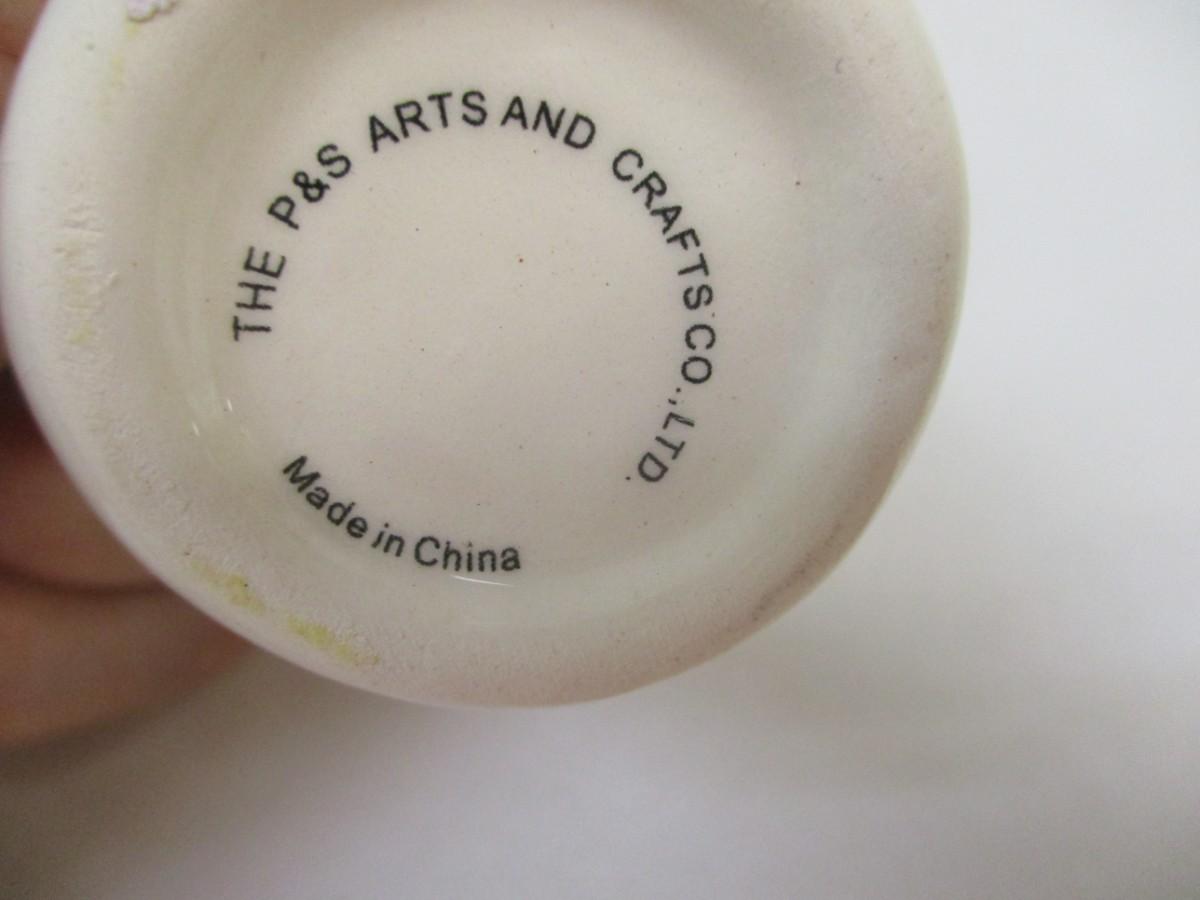 THE P&S ARTS AND CRAFTS CO.,LTD.
Made in China